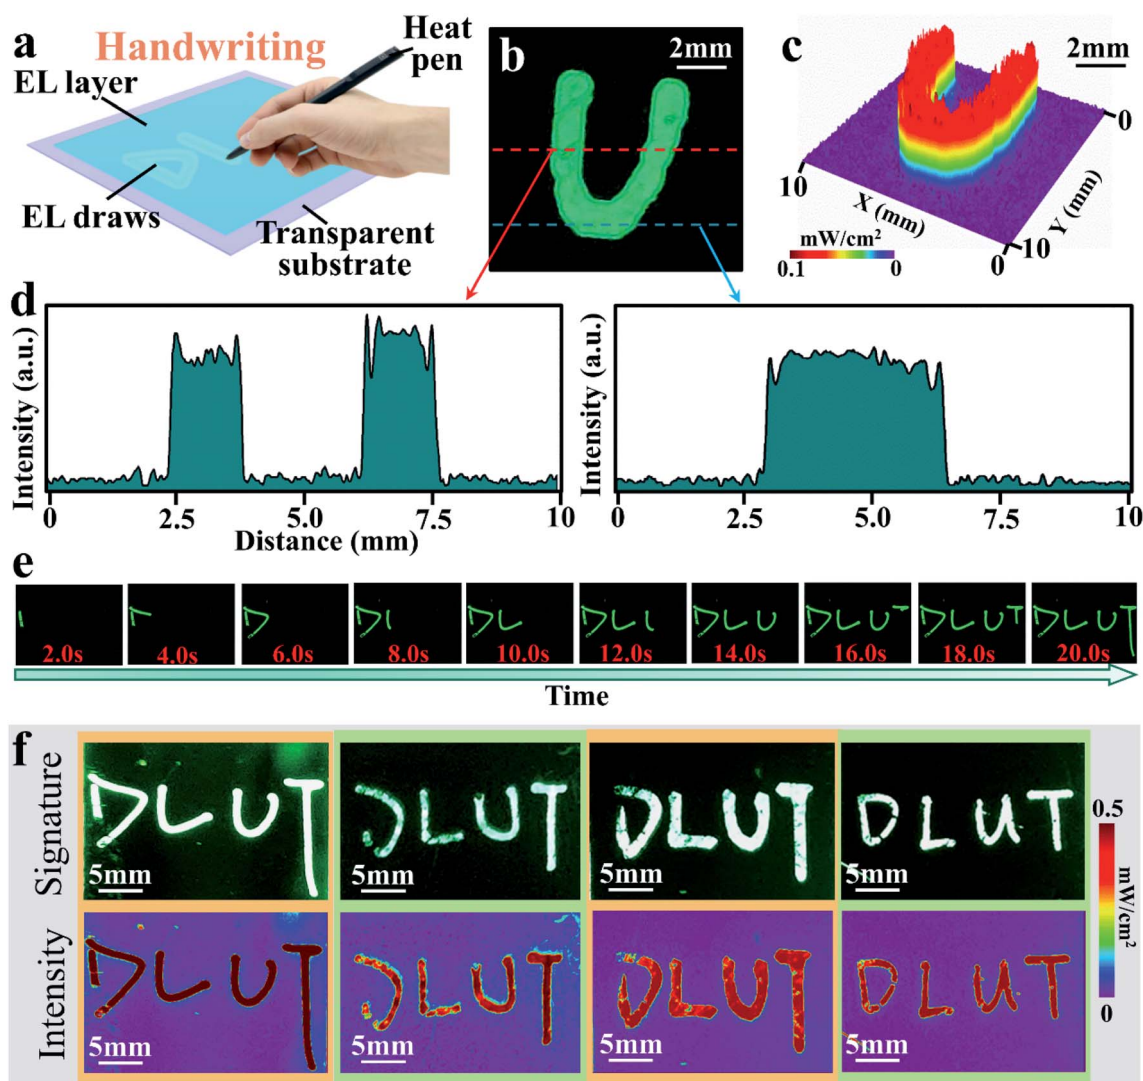 a
Handwriting
Heat pen
EL layer
EL draws
Transparent substrate
b
2mm
c
2mm
10
X (mm)
0
Y (mm)
10
0
mW/cm²
0.1
0
d
Intensity (a.u.)
0
2.5
5.0
7.5
10
Distance (mm)
Intensity (a.u.)
0
2.5
5.0
7.5
10
e
2.0s
4.0s
6.0s
8.0s
10.0s
12.0s
14.0s
16.0s
18.0s
20.0s
Time
f
Signature
DLUT
5mm
DLUT
5mm
DLUT
5mm
DLUT
5mm
Intensity
DLUT
5mm
DLUT
5mm
DLUT
5mm
DLUT
5mm
0.5
mW/cm²
0